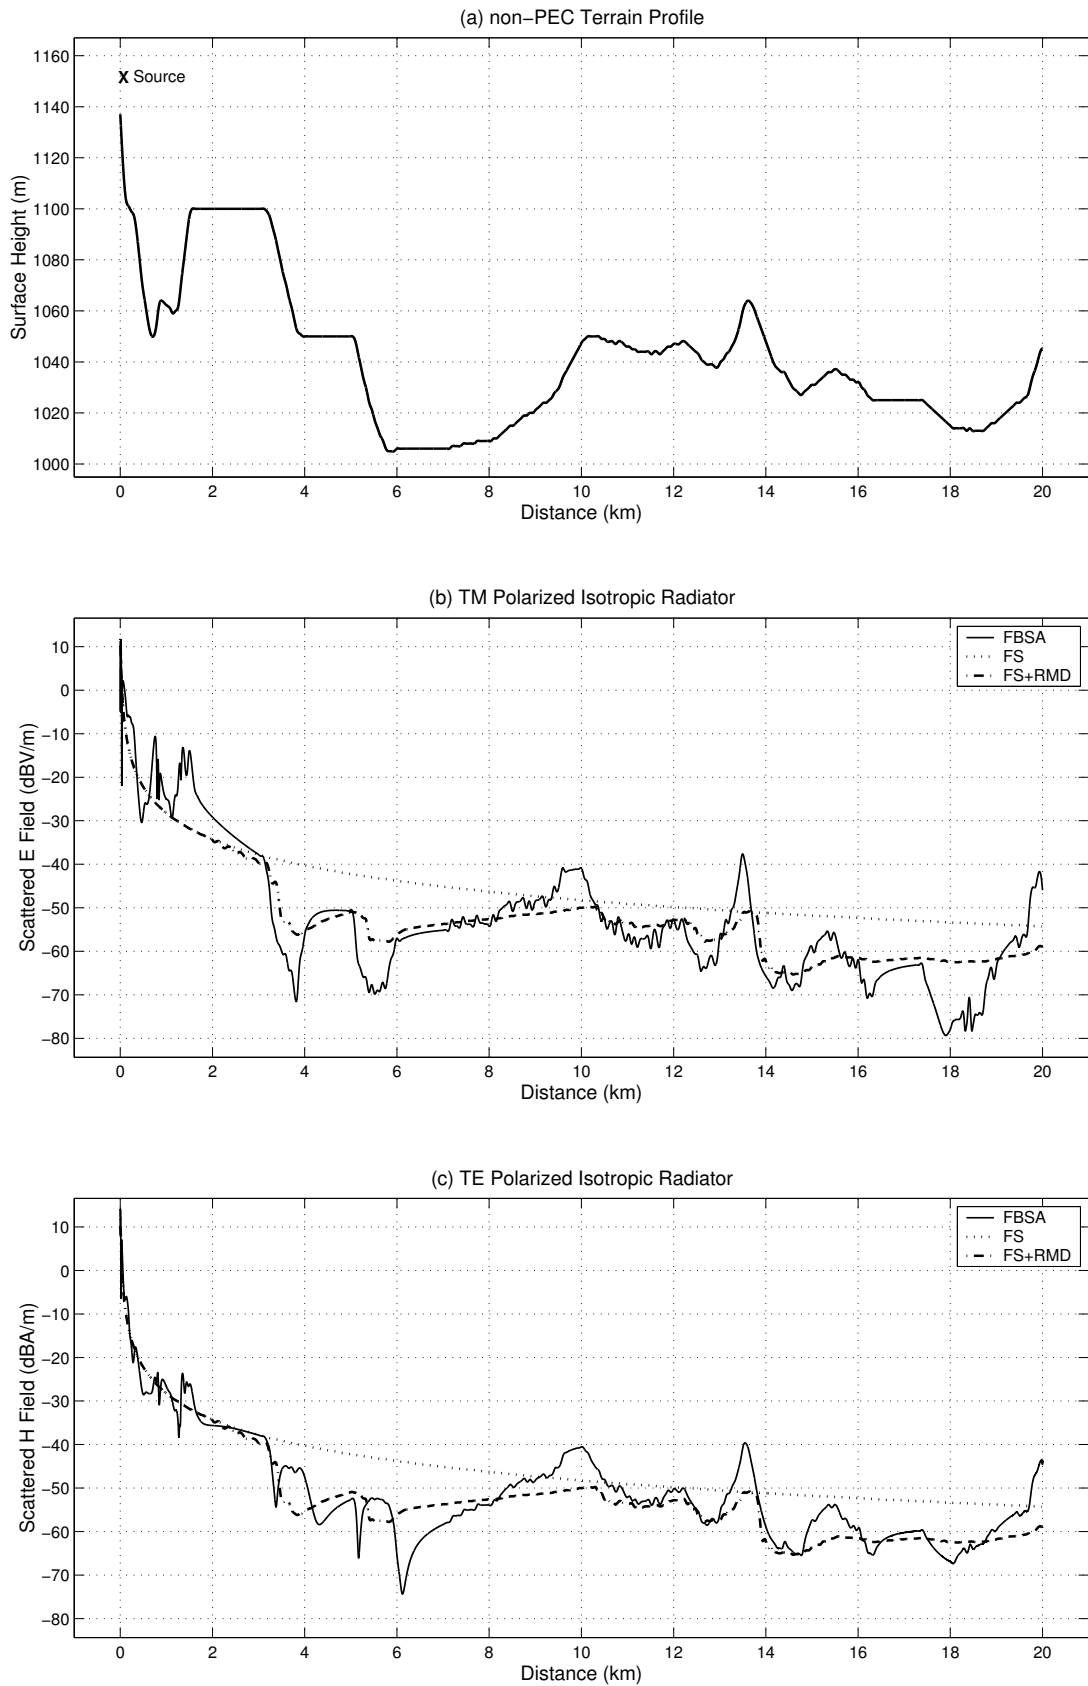 (a) non−PEC Terrain Profile
1160
1140
1120
1100
1080
1060
1040
1020
1000
Surface Height (m)
X Source
0 2 4 6 8 10 12 14 16 18 20
Distance (km)
(b) TM Polarized Isotropic Radiator
10
0
−10
−20
−30
−40
−50
−60
−70
−80
Scattered E Field (dBV/m)
FBSA
FS
FS+RMD
0 2 4 6 8 10 12 14 16 18 20
Distance (km)
(c) TE Polarized Isotropic Radiator
10
0
−10
−20
−30
−40
−50
−60
−70
−80
Scattered H Field (dBA/m)
FBSA
FS
FS+RMD
0 2 4 6 8 10 12 14 16 18 20
Distance (km)